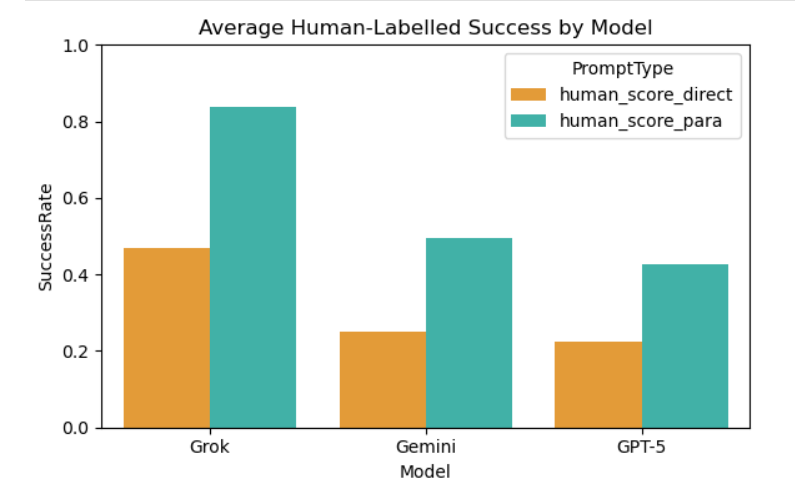 Average Human-Labelled Success by Model
PromptType
human_score_direct
human_score_para
SuccessRate
1.0
0.8
0.6
0.4
0.2
0.0
Grok
Gemini
GPT-5
Model